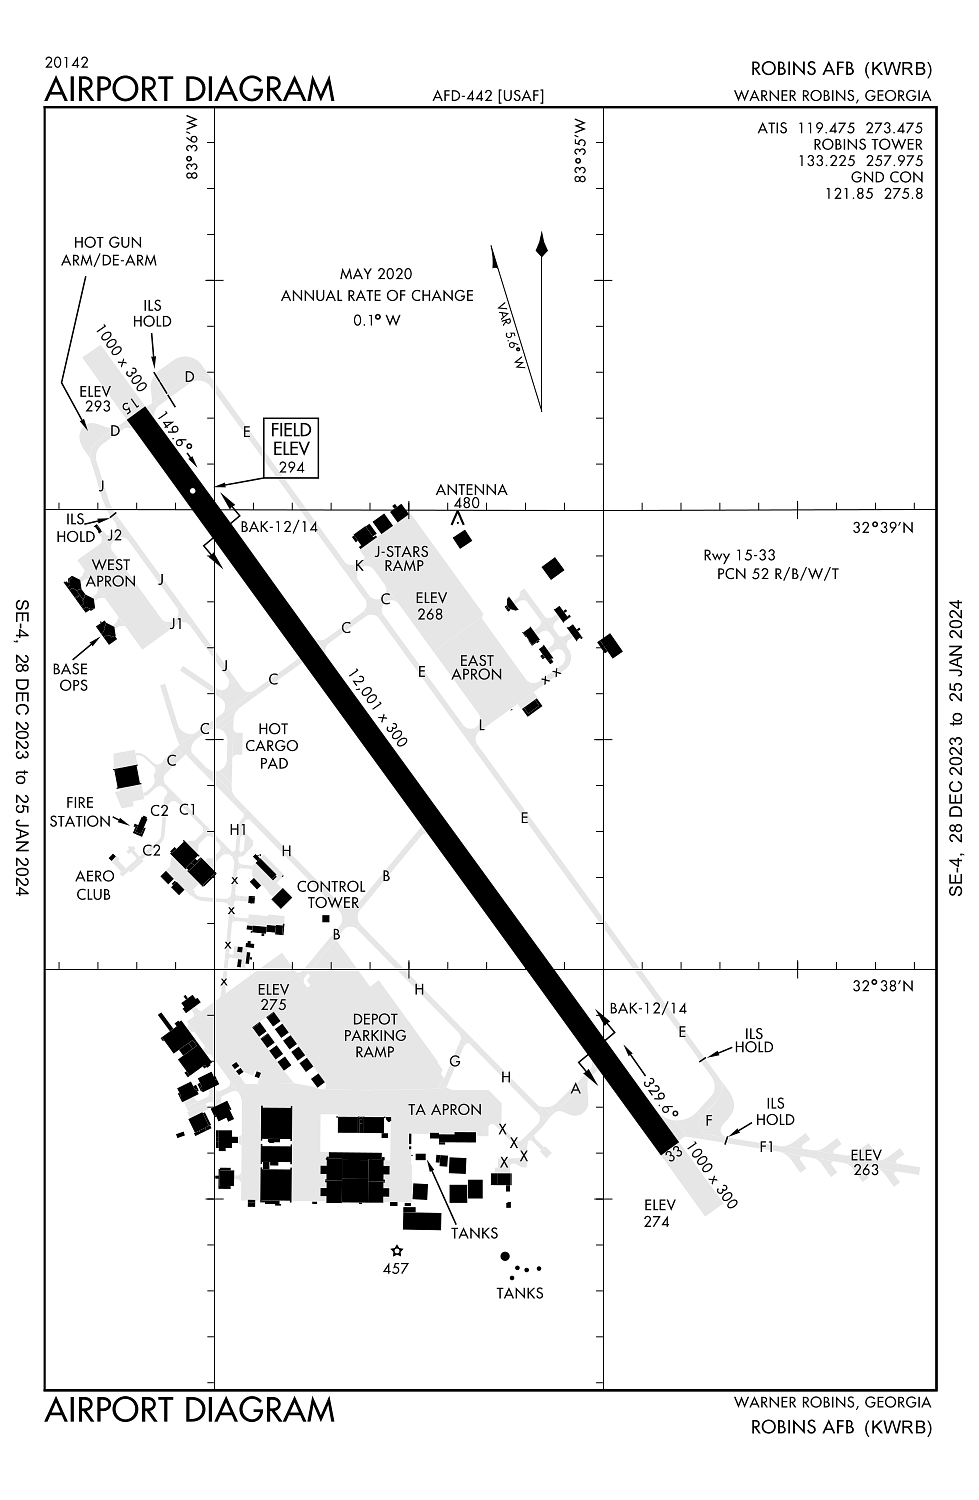 20142
AIRPORT DIAGRAM
AFD-442 [USAF]
ROBINS AFB (KWRB)
WARNER ROBINS, GEORGIA
83°36'W
83°35'W
ATIS 119.475 273.475
ROBINS TOWER
133.225 257.975
GND CON
121.85 275.8
HOT GUN
ARM/DE-ARM
MAY 2020
ANNUAL RATE OF CHANGE
0.1° W
VAR 5.6° W
ILS
HOLD
1000 x 300
D
ELEV
293
15
149.6°
D
E
FIELD
ELEV
294
J
ANTENNA
480
ILS
HOLD
J2
BAK-12/14
32°39'N
J-STARS
RAMP
K
Rwy 15-33
PCN 52 R/B/W/T
WEST
APRON
J
C
ELEV
268
J1
C
BASE
OPS
J
C
E
EAST
APRON
12,001 x 300
C
L
HOT
CARGO
PAD
C
FIRE
STATION
C2
C1
H1
E
C2
H
AERO
CLUB
X
CONTROL
TOWER
B
X
B
X
X
32°38'N
ELEV
275
H
BAK-12/14
DEPOT
PARKING
RAMP
E
ILS
HOLD
G
H
A
329.6°
TA APRON
F
ILS
HOLD
X
X
X
X
F1
33
1000 x 300
ELEV
263
ELEV
274
TANKS
457
TANKS
X X
SE-4, 28 DEC 2023 to 25 JAN 2024
SE-4, 28 DEC 2023 to 25 JAN 2024
AIRPORT DIAGRAM
WARNER ROBINS, GEORGIA
ROBINS AFB (KWRB)